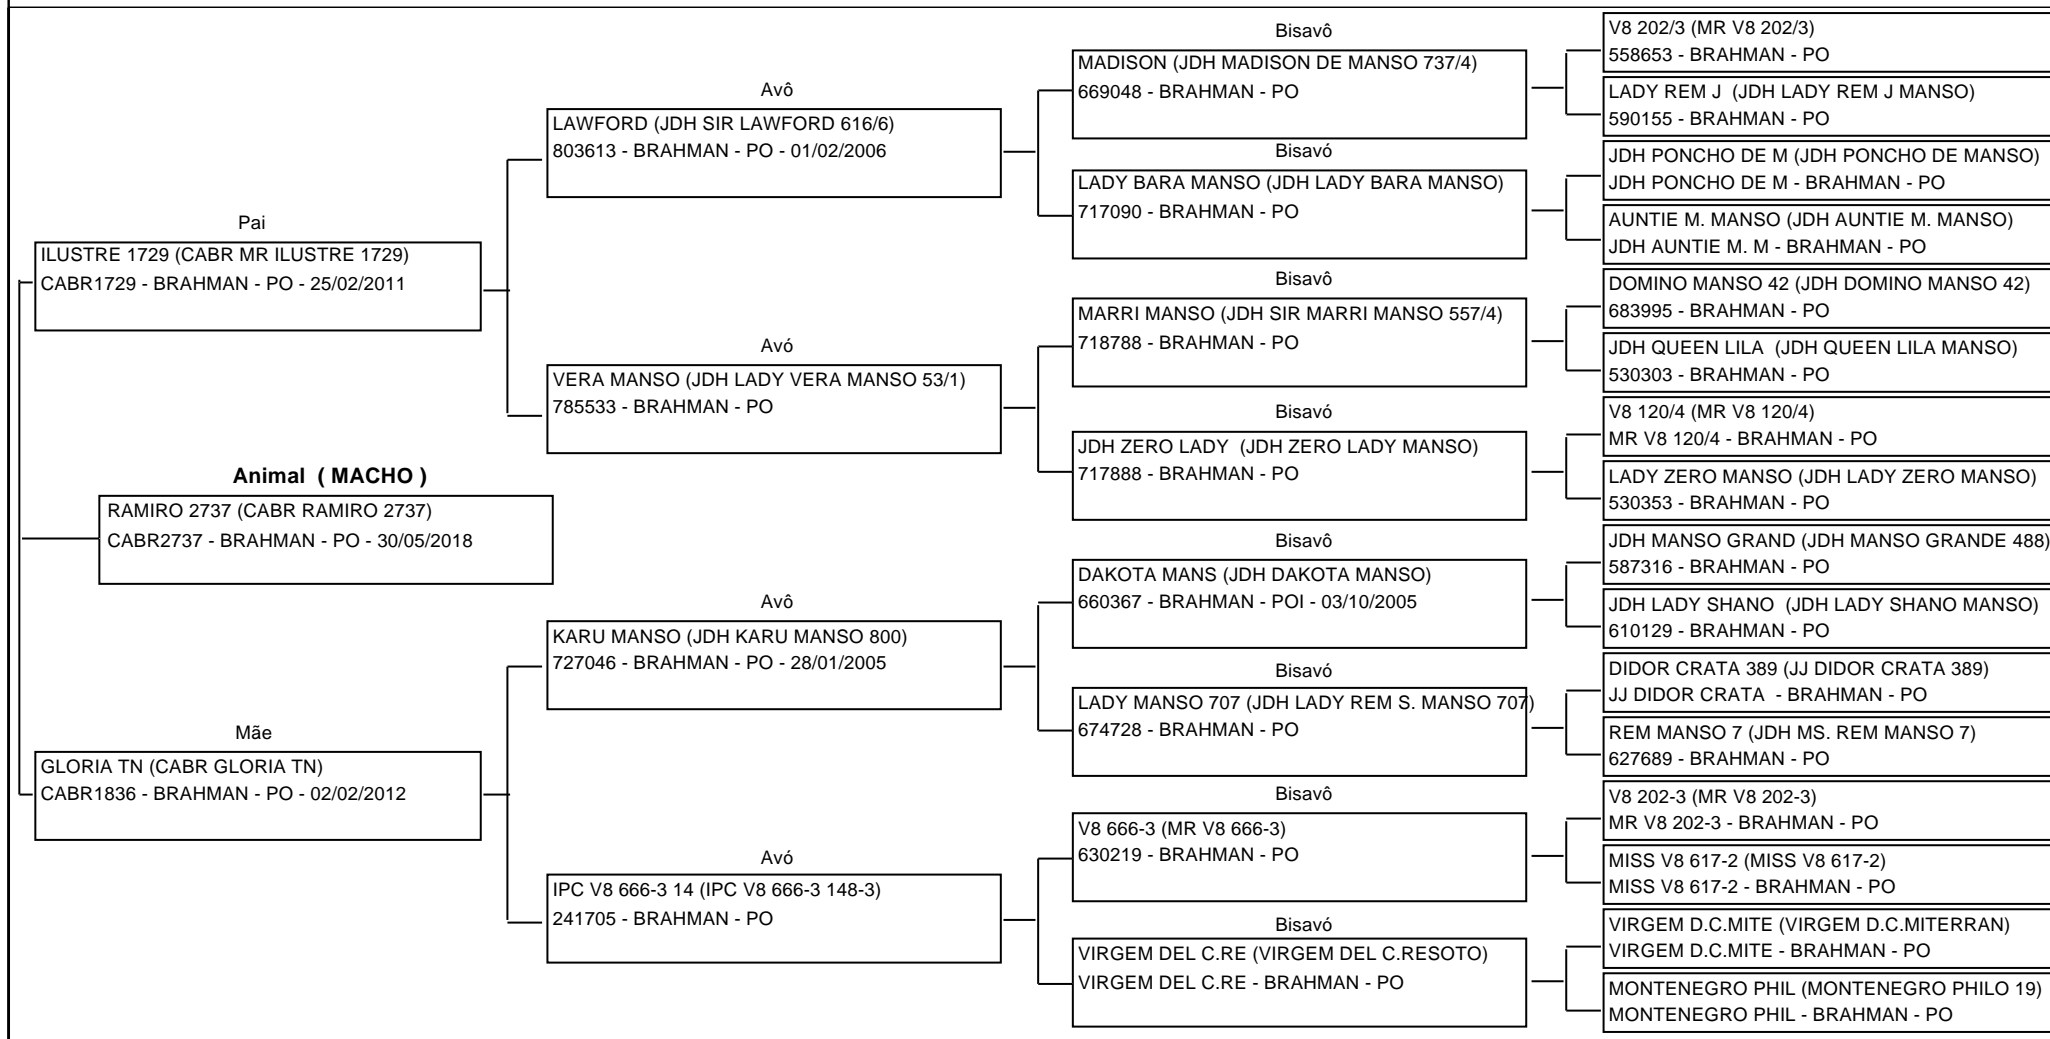 Pai
ILUSTRE 1729 (CABR MR ILUSTRE 1729)
CABR1729 - BRAHMAN - PO - 25/02/2011
Animal ( MACHO )
RAMIRO 2737 (CABR RAMIRO 2737)
CABR2737 - BRAHMAN - PO - 30/05/2018
Mãe
GLORIA TN (CABR GLORIA TN)
CABR1836 - BRAHMAN - PO - 02/02/2012
Avô
LAWFORD (JDH SIR LAWFORD 616/6)
803613 - BRAHMAN - PO - 01/02/2006
Avó
VERA MANSO (JDH LADY VERA MANSO 53/1)
785533 - BRAHMAN - PO
Avô
KARU MANSO (JDH KARU MANSO 800)
727046 - BRAHMAN - PO - 28/01/2005
Avó
IPC V8 666-3 14 (IPC V8 666-3 148-3)
241705 - BRAHMAN - PO
Bisavô
MADISON (JDH MADISON DE MANSO 737/4)
669048 - BRAHMAN - PO
Bisavó
LADY BARA MANSO (JDH LADY BARA MANSO)
717090 - BRAHMAN - PO
Bisavô
MARRI MANSO (JDH SIR MARRI MANSO 557/4)
718788 - BRAHMAN - PO
Bisavó
JDH ZERO LADY (JDH ZERO LADY MANSO)
717888 - BRAHMAN - PO
Bisavô
DAKOTA MANS (JDH DAKOTA MANSO)
660367 - BRAHMAN - POI - 03/10/2005
Bisavó
LADY MANSO 707 (JDH LADY REM S. MANSO 707)
674728 - BRAHMAN - PO
Bisavô
V8 666-3 (MR V8 666-3)
630219 - BRAHMAN - PO
Bisavó
VIRGEM DEL C.RE (VIRGEM DEL C.RESOTO)
VIRGEM DEL C.RE - BRAHMAN - PO
V8 202/3 (MR V8 202/3)
558653 - BRAHMAN - PO
LADY REM J (JDH LADY REM J MANSO)
590155 - BRAHMAN - PO
JDH PONCHO DE M (JDH PONCHO DE MANSO)
JDH PONCHO DE M - BRAHMAN - PO
AUNTIE M. MANSO (JDH AUNTIE M. MANSO)
JDH AUNTIE M. M - BRAHMAN - PO
DOMINO MANSO 42 (JDH DOMINO MANSO 42)
683995 - BRAHMAN - PO
JDH QUEEN LILA (JDH QUEEN LILA MANSO)
530303 - BRAHMAN - PO
V8 120/4 (MR V8 120/4)
MR V8 120/4 - BRAHMAN - PO
LADY ZERO MANSO (JDH LADY ZERO MANSO)
530353 - BRAHMAN - PO
JDH MANSO GRAND (JDH MANSO GRANDE 488)
587316 - BRAHMAN - PO
JDH LADY SHANO (JDH LADY SHANO MANSO)
610129 - BRAHMAN - PO
DIDOR CRATA 389 (JJ DIDOR CRATA 389)
JJ DIDOR CRATA - BRAHMAN - PO
REM MANSO 7 (JDH MS. REM MANSO 7)
627689 - BRAHMAN - PO
V8 202-3 (MR V8 202-3)
MR V8 202-3 - BRAHMAN - PO
MISS V8 617-2 (MISS V8 617-2)
MISS V8 617-2 - BRAHMAN - PO
VIRGEM D.C.MITE (VIRGEM D.C.MITERRAN)
VIRGEM D.C.MITE - BRAHMAN - PO
MONTENEGRO PHIL (MONTENEGRO PHILO 19)
MONTENEGRO PHIL - BRAHMAN - PO